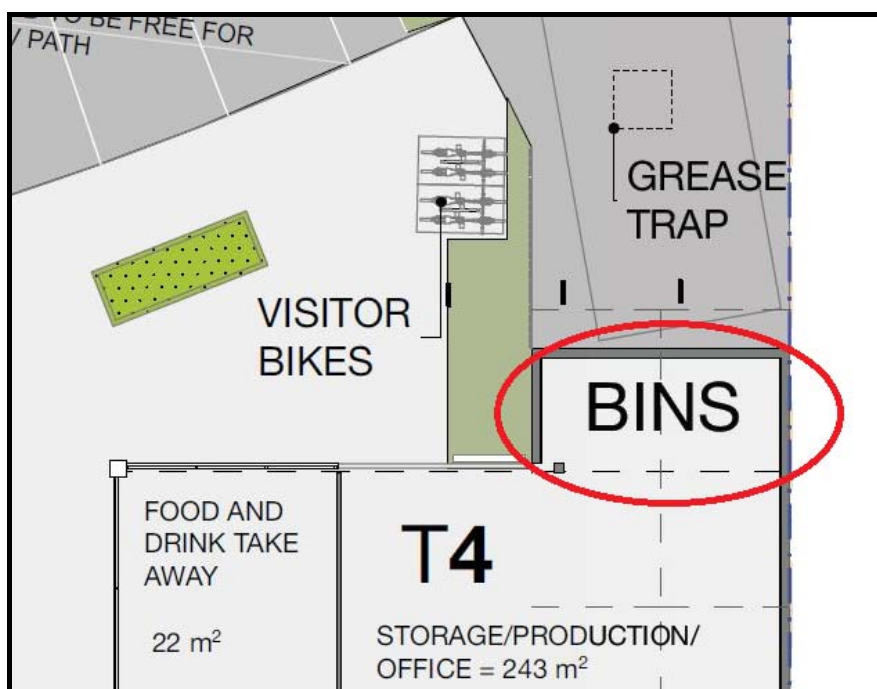 TO BE FREE FOR
PATH
GREASE
TRAP
VISITOR
BIKES
BINS
FOOD AND
DRINK TAKE
AWAY
22 m²
T4
STORAGE/PRODUCTION/
OFFICE = 243 m²